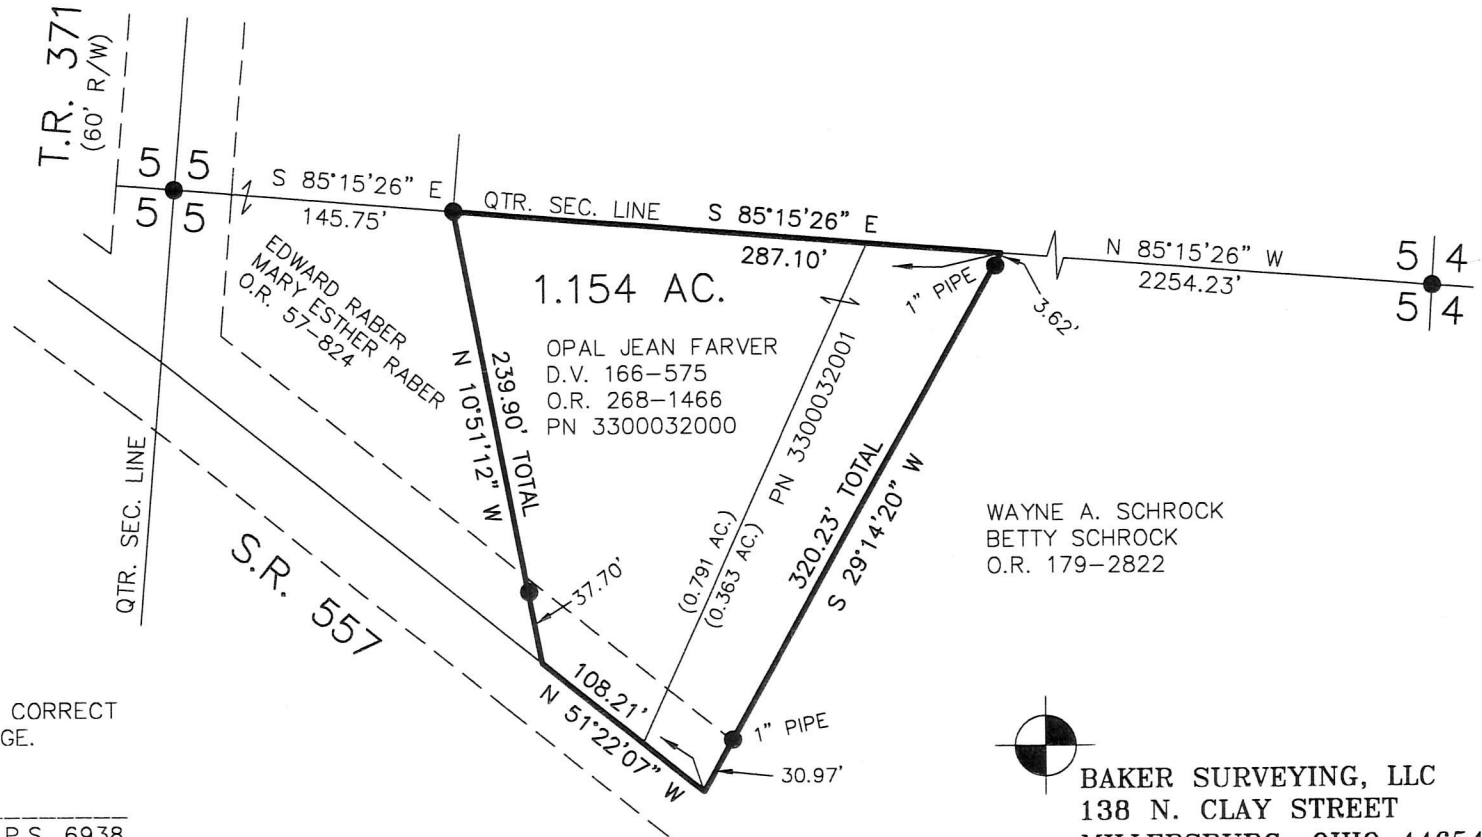 T.R. 371
(60' R/W)
5 5
5 5
S 85°15'26" E
145.75'
QTR. SEC. LINE
S 85°15'26" E
287.10'
N 85°15'26" W
2254.23'
5 4
5 4
1" PIPE
3.62'
EDWARD RABER
MARY ESTHER RABER
O.R. 57-824
1.154 AC.
OPAL JEAN FARVER
D.V. 166-575
O.R. 268-1466
PN 3300032000
239.90' TOTAL
N 10°51'12" W
PN 3300032001
(0.791 AC.)
(0.363 AC.)
320.23' TOTAL
S 29°14'20" W
WAYNE A. SCHROCK
BETTY SCHROCK
O.R. 179-2822
QTR. SEC. LINE
S.R. 557
37.70'
108.21'
N 51°22'07" W
1" PIPE
30.97'
CORRECT
GE.
P.S. 6938
BAKER SURVEYING, LLC
138 N. CLAY STREET
MILLERSBURG, OHIO 44654